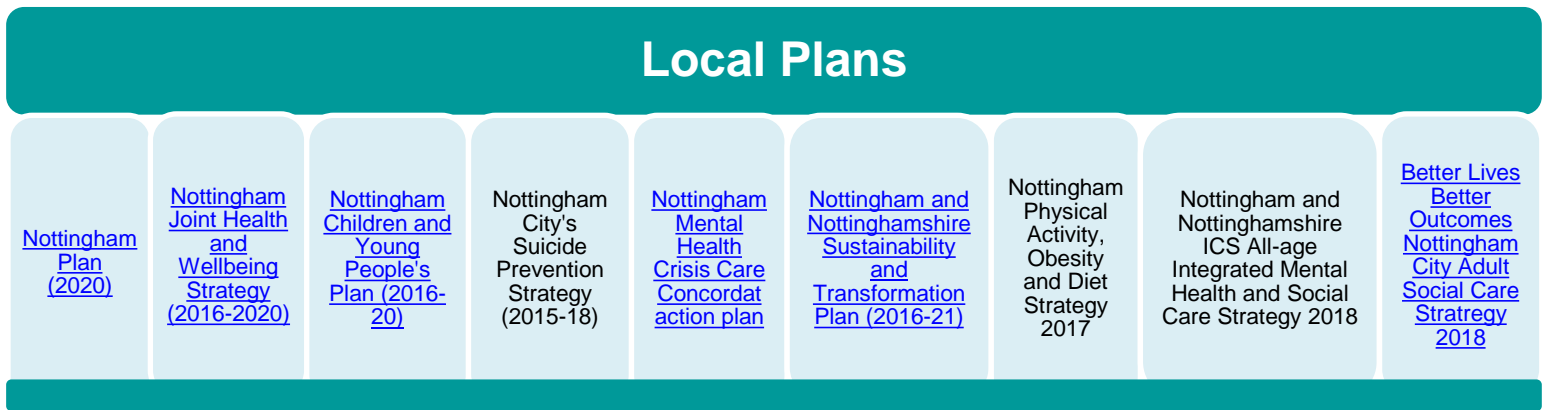 Local Plans
Nottingham
Plan
(2020)
Nottingham
Joint Health
and
Wellbeing
Strategy
(2016-2020)
Nottingham
Children and
Young
People's
Plan (2016-
20)
Nottingham
City's
Suicide
Prevention
Strategy
(2015-18)
Nottingham
Mental
Health
Crisis Care
Concordat
action plan
Nottingham and
Nottinghamshire
Sustainability
and
Transformation
Plan (2016-21)
Nottingham
Physical
Activity,
Obesity
and Diet
Strategy
2017
Nottingham and
Nottinghamshire
ICS All-age
Integrated Mental
Health and Social
Care Strategy 2018
Better Lives
Better
Outcomes
Nottingham
City Adult
Social Care
Stratregy
2018